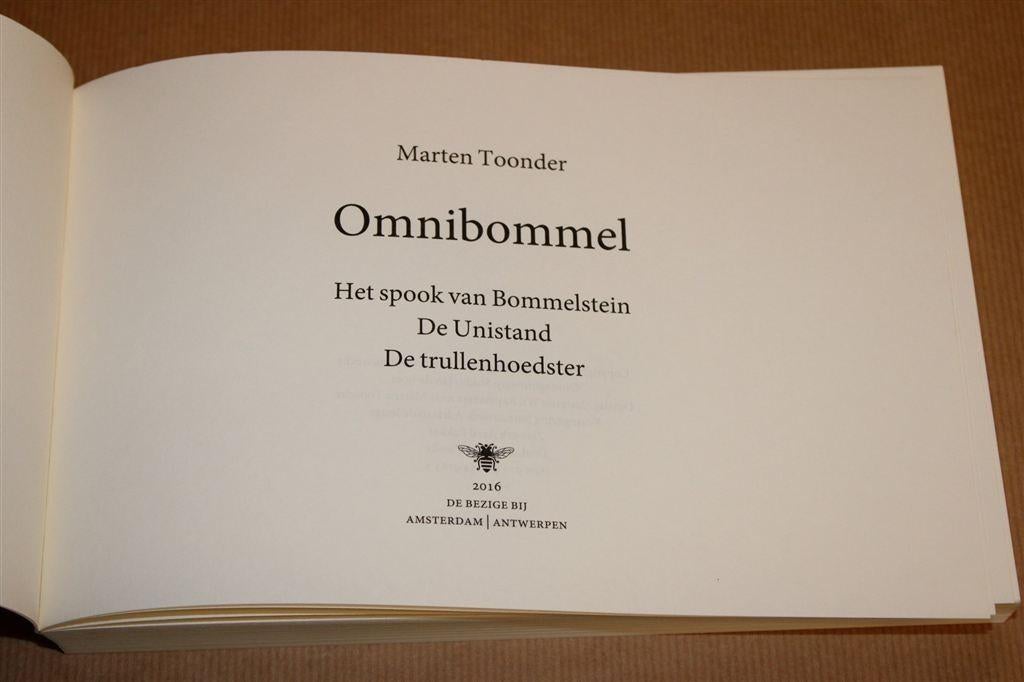 Marten Toonder
Omnibommel
Het spook van Bommelstein
De Unistand
De trullenhoedster
2016
DE BEZIGE BIJ
AMSTERDAM | ANTWERPEN